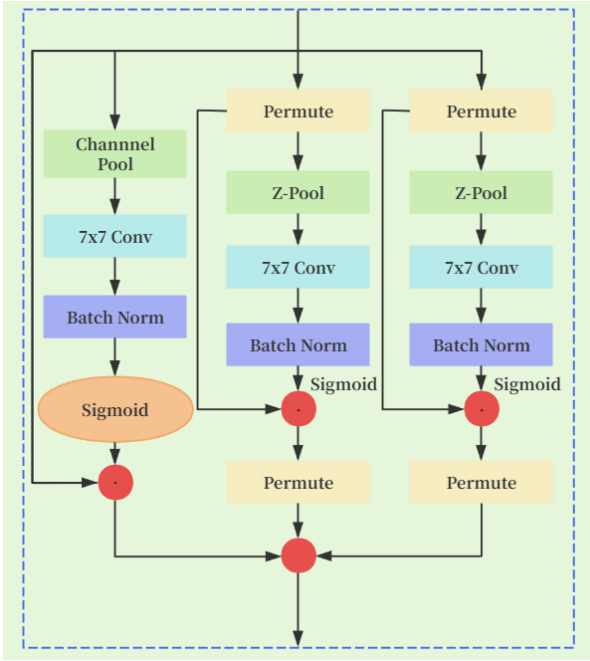 Channnel
Pool
7x7 Conv
Batch Norm
Sigmoid
.
Permute
Z-Pool
7x7 Conv
Batch Norm
Sigmoid
.
Permute
Permute
Z-Pool
7x7 Conv
Batch Norm
Sigmoid
.
Permute